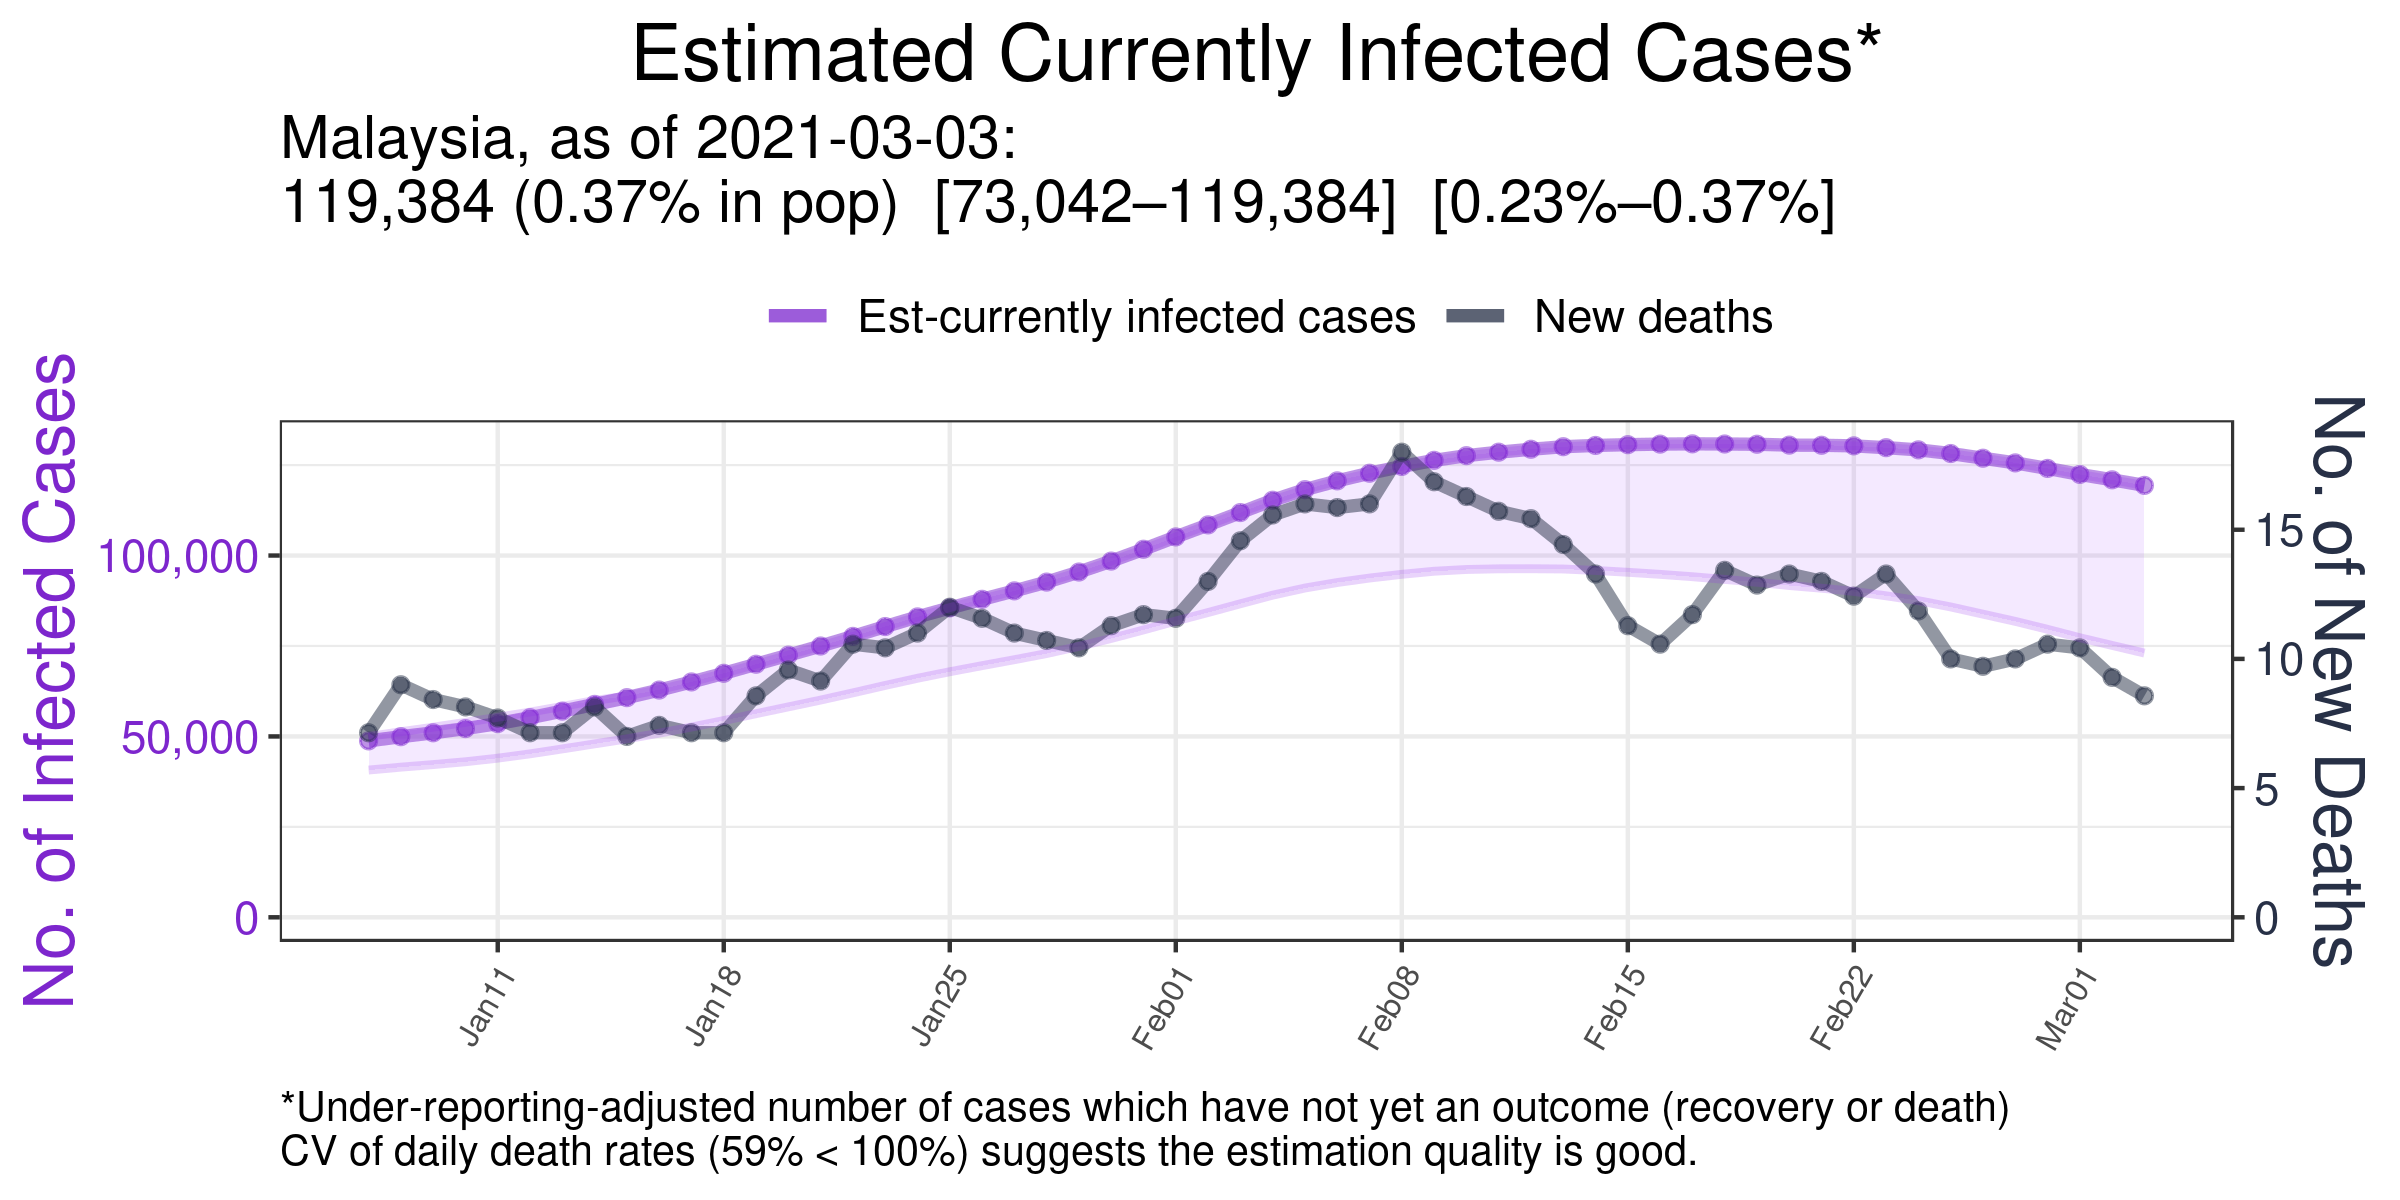 Estimated Currently Infected Cases*
Malaysia, as of 2021-03-03:
119,384 (0.37% in pop)  [73,042–119,384]  [0.23%–0.37%]
Est-currently infected cases
New deaths
No. of Infected Cases
100,000
50,000
0
No. of New Deaths
15
10
5
0
Jan11
Jan18
Jan25
Feb01
Feb08
Feb15
Feb22
Mar01
*Under-reporting-adjusted number of cases which have not yet an outcome (recovery or death)
CV of daily death rates (59% < 100%) suggests the estimation quality is good.